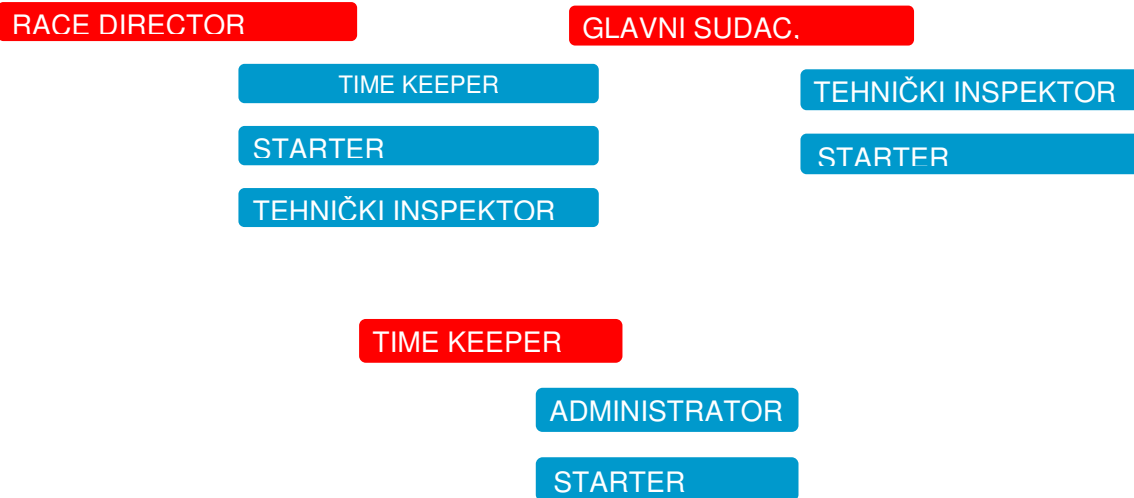 RACE DIRECTOR
TIME KEEPER
STARTER
TEHNIČKI INSPEKTOR
GLAVNI SUDAC.
TEHNIČKI INSPEKTOR
STARTER
TIME KEEPER
ADMINISTRATOR
STARTER